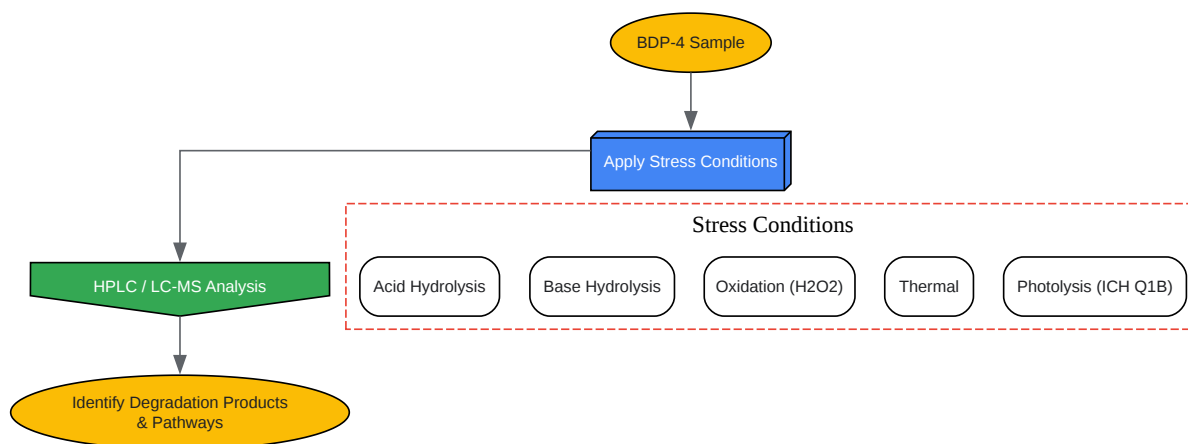 BDP-4 Sample
Apply Stress Conditions
Stress Conditions
HPLC / LC-MS Analysis
Acid Hydrolysis
Base Hydrolysis
Oxidation (H2O2)
Thermal
Photolysis (ICH Q1B)
Identify Degradation Products
& Pathways